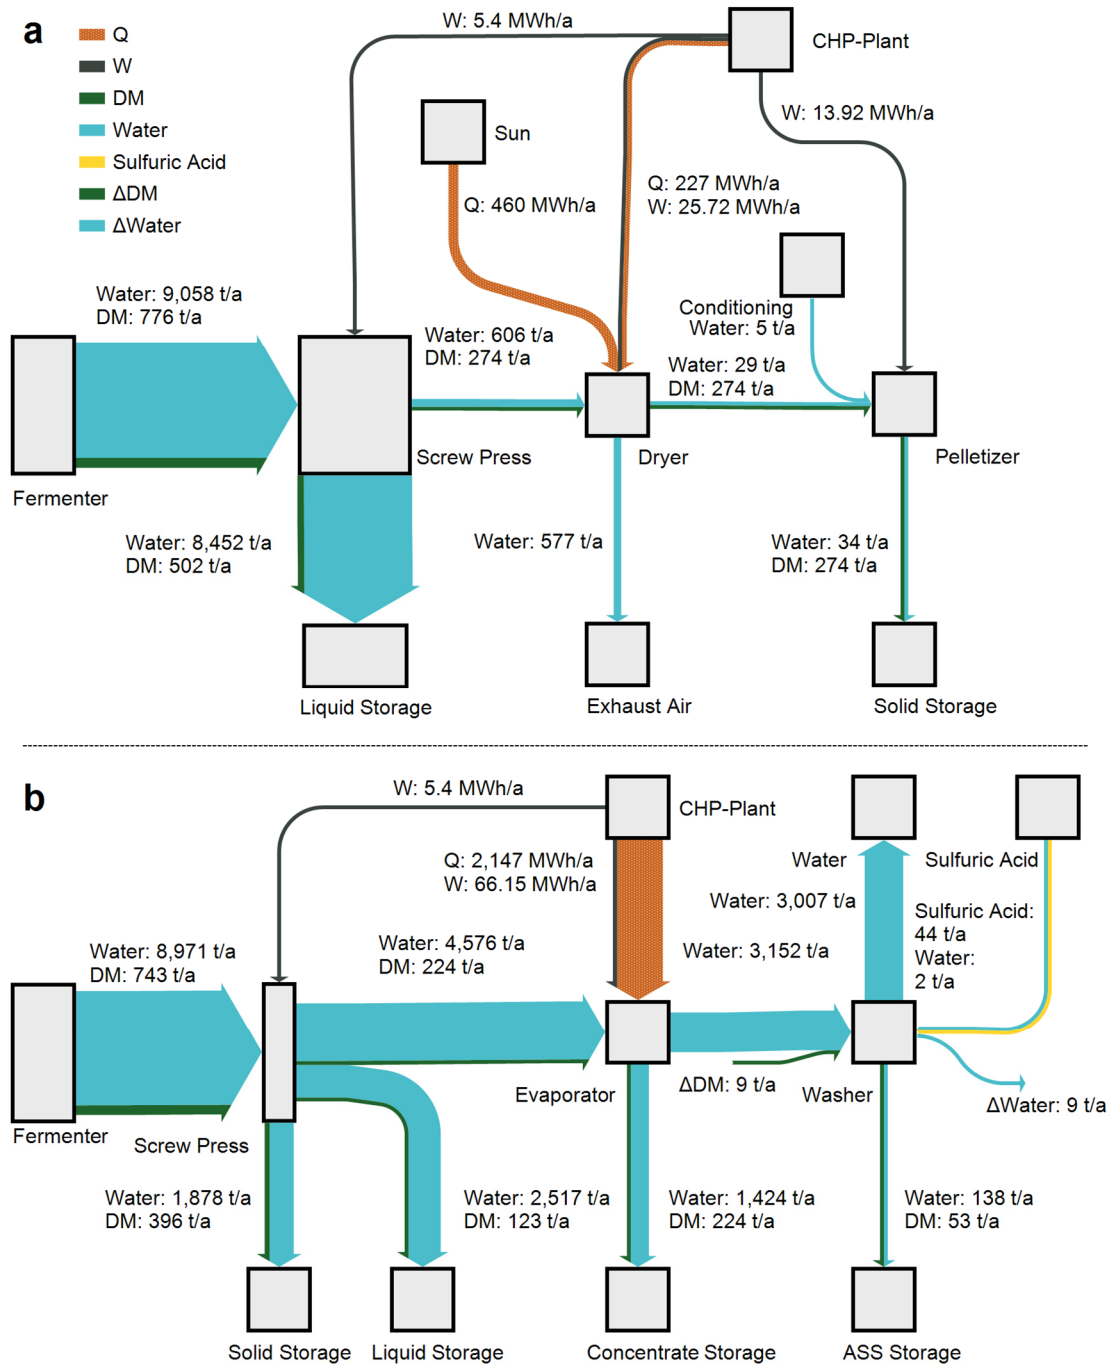 a
Q
W
DM
Water
Sulfuric Acid
ΔDM
ΔWater
W: 5.4 MWh/a
CHP-Plant
W: 13.92 MWh/a
Sun
Q: 460 MWh/a
Q: 227 MWh/a
W: 25.72 MWh/a
Water: 9,058 t/a
DM: 776 t/a
Conditioning
Water: 5 t/a
Water: 606 t/a
DM: 274 t/a
Water: 29 t/a
DM: 274 t/a
Fermenter
Screw Press
Dryer
Pelletizer
Water: 8,452 t/a
DM: 502 t/a
Water: 577 t/a
Water: 34 t/a
DM: 274 t/a
Liquid Storage
Exhaust Air
Solid Storage
b
W: 5.4 MWh/a
CHP-Plant
Q: 2,147 MWh/a
W: 66.15 MWh/a
Water
Sulfuric Acid
Water: 3,007 t/a
Sulfuric Acid:
44 t/a
Water:
2 t/a
Water: 8,971 t/a
DM: 743 t/a
Water: 4,576 t/a
DM: 224 t/a
Water: 3,152 t/a
Fermenter
Screw Press
Evaporator
ΔDM: 9 t/a
Washer
ΔWater: 9 t/a
Water: 1,878 t/a
DM: 396 t/a
Water: 2,517 t/a
DM: 123 t/a
Water: 1,424 t/a
DM: 224 t/a
Water: 138 t/a
DM: 53 t/a
Solid Storage
Liquid Storage
Concentrate Storage
ASS Storage